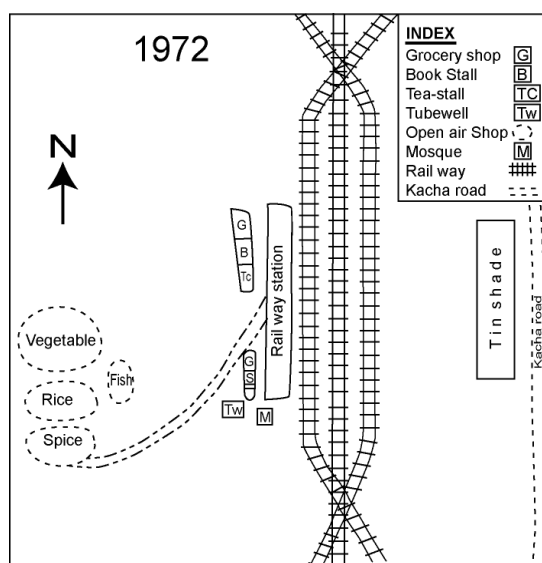 1972
INDEX
Grocery shop G
Book Stall B
Tea-stall TC
Tubewell Tw
Open air Shop
Mosque M
Rail way
Kacha road
N
G
B
Tc
Rail way station
Tin shade
Kacha road
Vegetable
Fish
Rice
Spice
G
S
Tw
M